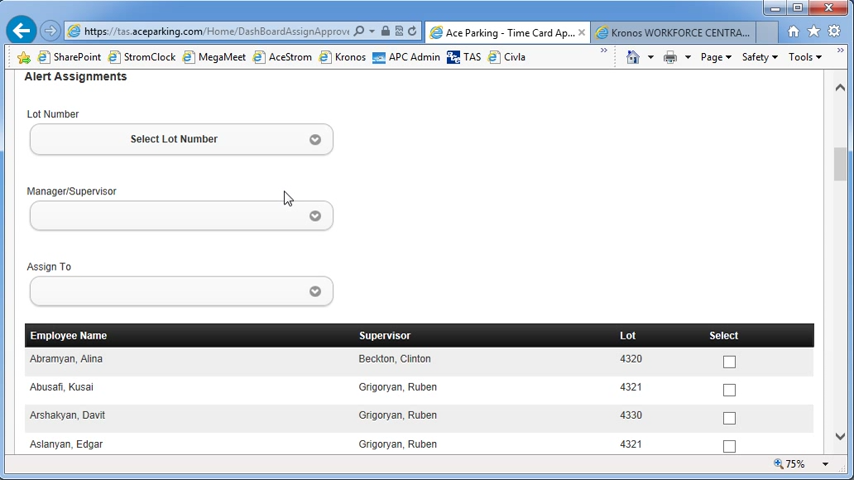 https://tas.aceparking.com/Home/DashBoardAssignApprove
Ace Parking - Time Card Ap...
Kronos WORKFORCE CENTRA...
SharePoint
StromClock
MegaMeet
AceStrom
Kronos
APC Admin
TAS
Civla
Page
Safety
Tools
Alert Assignments
Lot Number
Select Lot Number
Manager/Supervisor
Assign To
Employee Name Supervisor Lot Select
Abramyan, Alina Beckton, Clinton 4320
Abusafi, Kusai Grigoryan, Ruben 4321
Arshakyan, Davit Grigoryan, Ruben 4330
Aslanyan, Edgar Grigoryan, Ruben 4321
75%